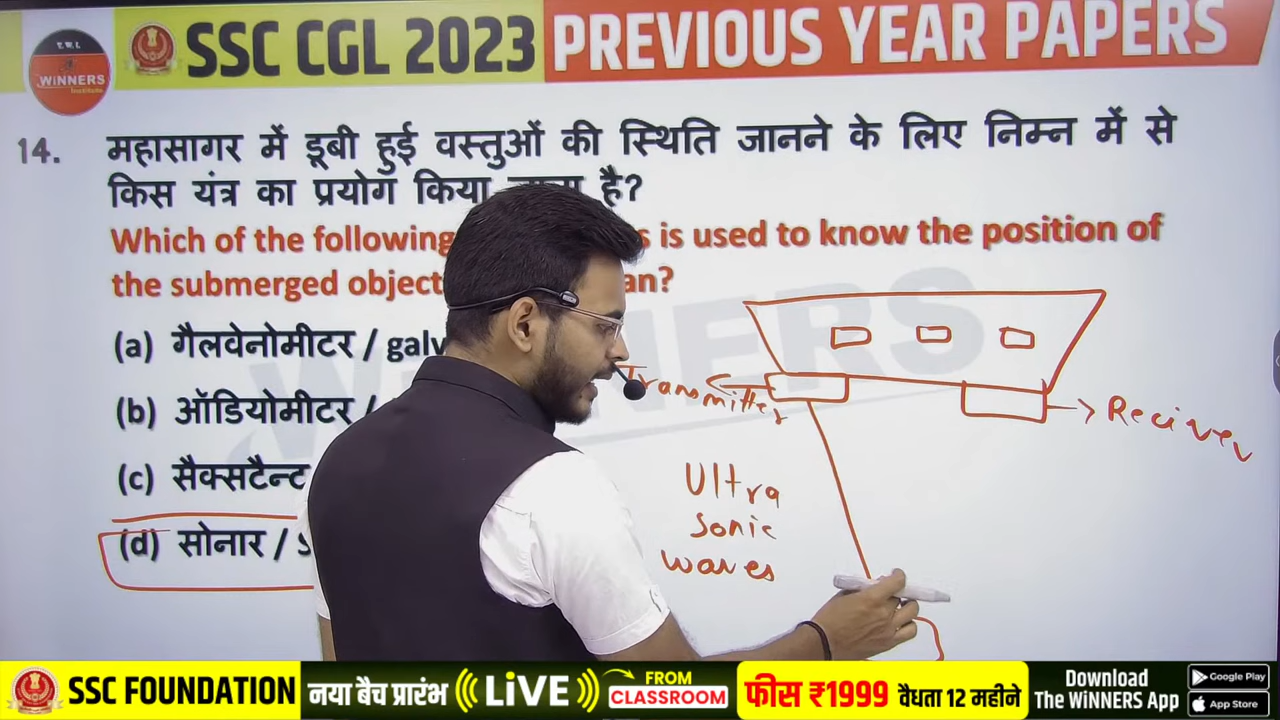 SSC CGL 2023 PREVIOUS YEAR PAPERS
ए.का.I.
WiNNERS
Institute
14. महासागर में डूबी हुई वस्तुओं की स्थिति जानने के लिए निम्न में से
किस यंत्र का प्रयोग किया है?
Which of the following s is used to know the position of
the submerged object an?
(a) गैलवेनोमीटर / galv
(b) ऑडियोमीटर /
(c) सैक्सटैन्ट
(d) सोनार / S
WiNNERS
Transmitter
Reciver
Ultra
sonic
waves
SSC FOUNDATION नया बैच प्रारंभ LiVE FROM CLASSROOM फीस ₹1999 वैधता 12 महीने Download The WiNNERS App Google Play App Store